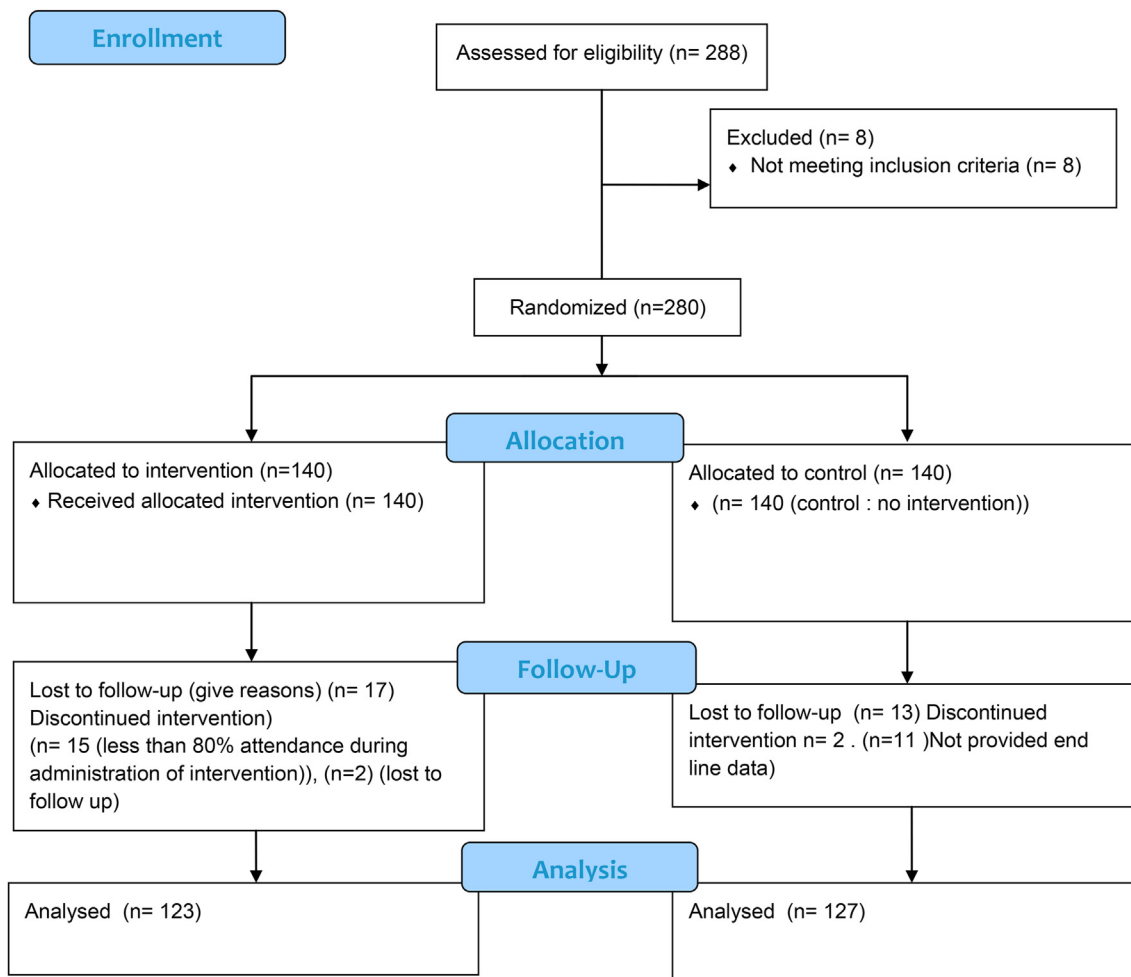 Enrollment
Assessed for eligibility (n= 288)
Excluded (n= 8)
♦ Not meeting inclusion criteria (n= 8)
Randomized (n=280)
Allocation
Allocated to intervention (n=140)
♦ Received allocated intervention (n= 140)
Allocated to control (n= 140)
♦ (n= 140 (control : no intervention))
Follow-Up
Lost to follow-up (give reasons) (n= 17)
Discontinued intervention)
(n= 15 (less than 80% attendance during
administration of intervention)), (n=2) (lost to
follow up)
Lost to follow-up (n= 13) Discontinued
intervention n= 2 . (n=11 )Not provided end
line data)
Analysis
Analysed (n= 123)
Analysed (n= 127)